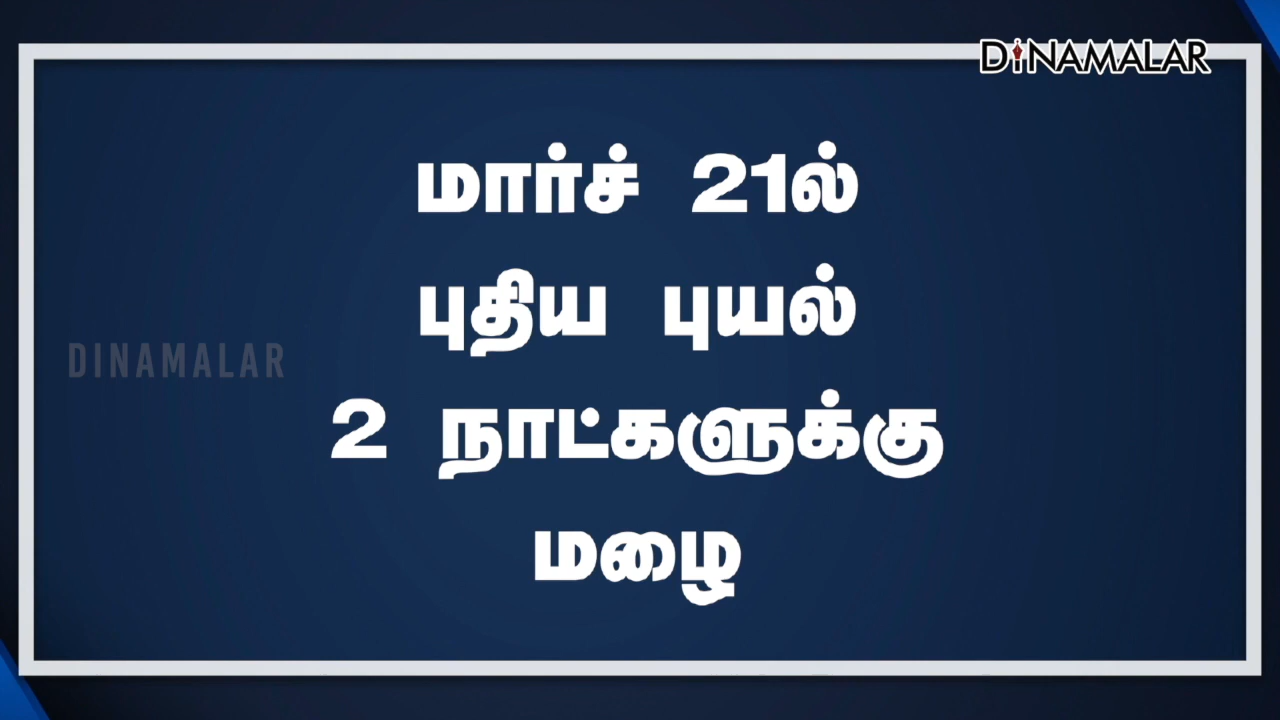 DINAMALAR
மார்ச் 21ல்
புதிய புயல்
DINAMALAR
2 நாட்களுக்கு
மழை